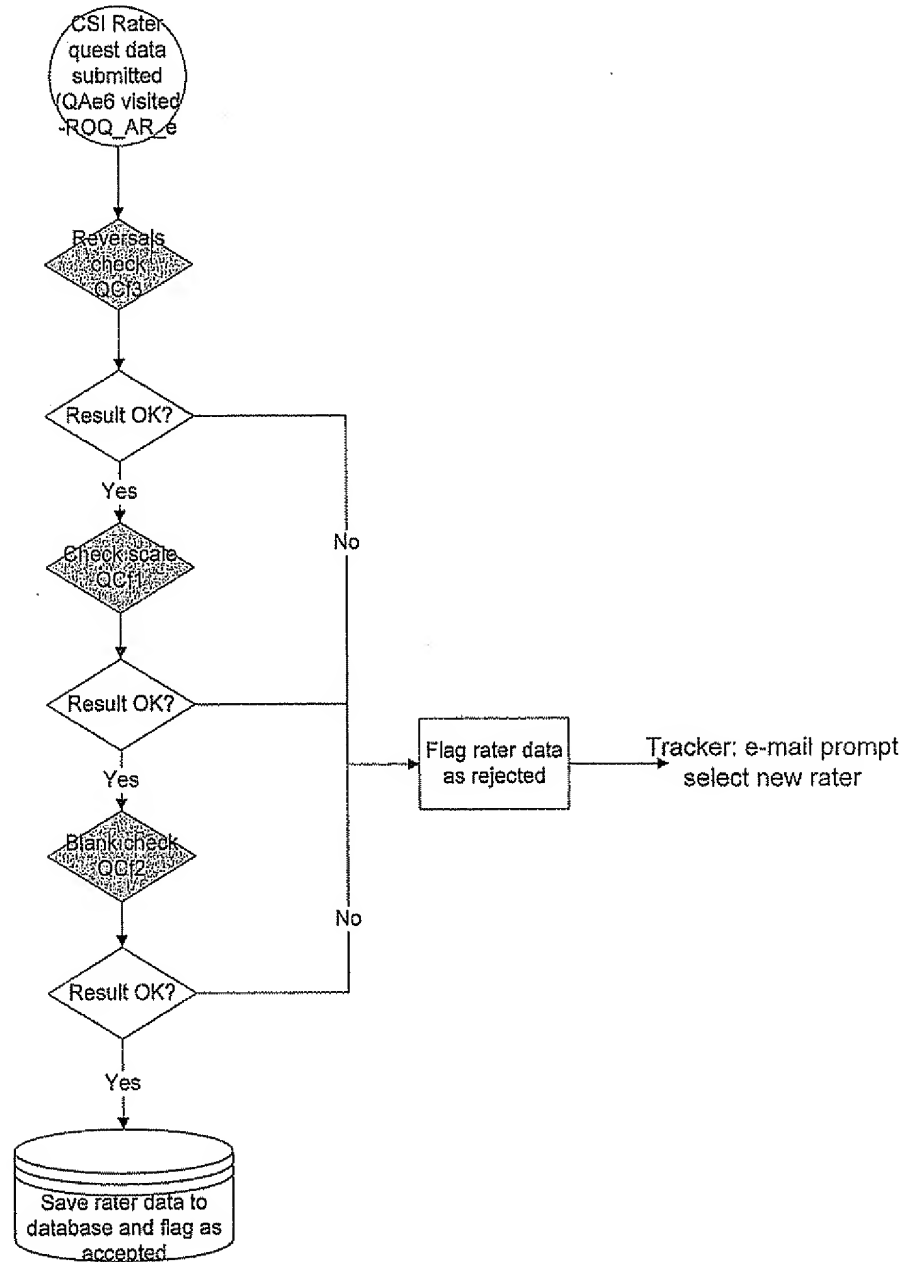 CSI Rater
quest data
submitted
(QAe6 visited
-ROQ_AR_e
Reversals
check
QCf3
Result OK?
Yes
No
Check scale
QCf1
Result OK?
Flag rater data
as rejected
Tracker: e-mail prompt
select new rater
Yes
Blank check
QCf2
No
Result OK?
Yes
Save rater data to
database and flag as
accepted